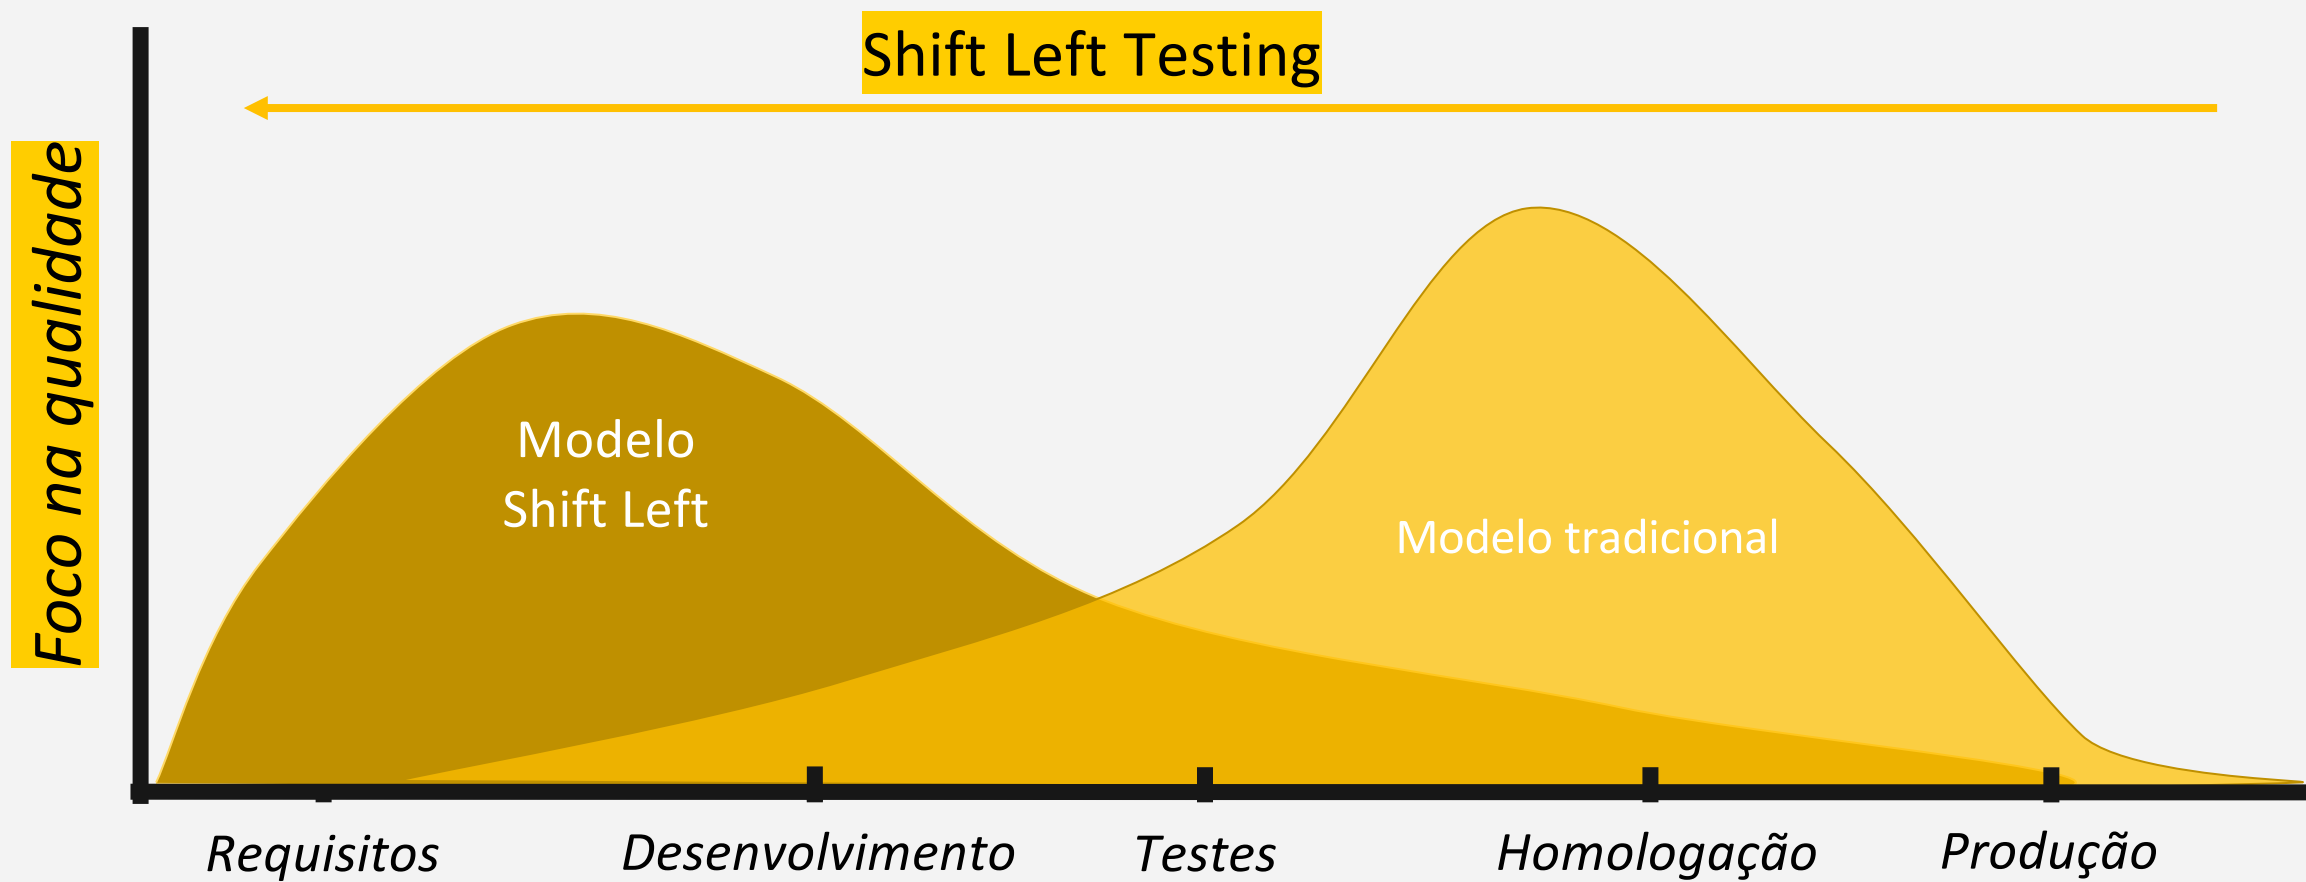 Shift Left Testing
Foco na qualidade
Modelo
Shift Left
Modelo tradicional
Requisitos
Desenvolvimento
Testes
Homologação
Produção